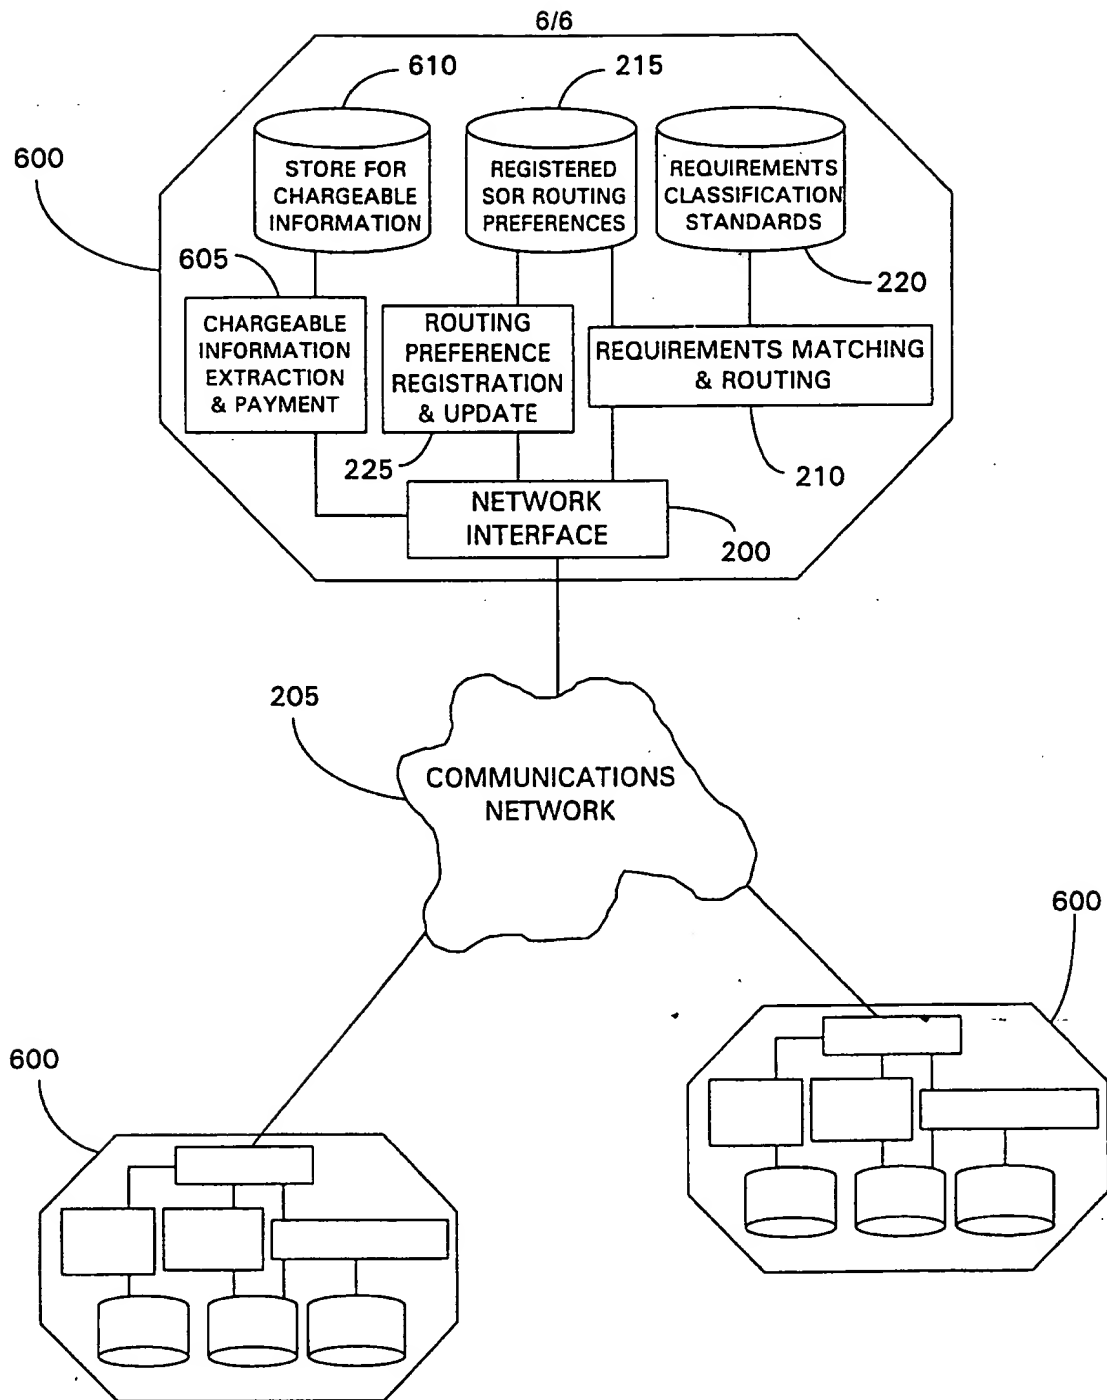 6/6
610
215
600
STORE FOR
CHARGEABLE
INFORMATION
REGISTERED
SOR ROUTING
PREFERENCES
REQUIREMENTS
CLASSIFICATION
STANDARDS
605
220
CHARGEABLE
INFORMATION
EXTRACTION
& PAYMENT
ROUTING
PREFERENCE
REGISTRATION
& UPDATE
REQUIREMENTS MATCHING
& ROUTING
225
210
NETWORK
INTERFACE
200
205
COMMUNICATIONS
NETWORK
600
600